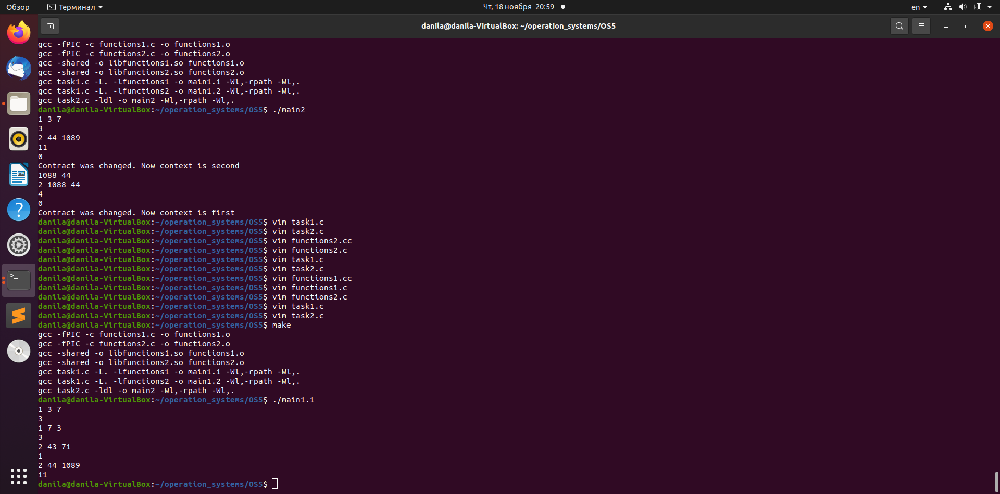 Обзор Терминал Чт, 18 ноября 20:59 en
danila@danila-VirtualBox: ~/operation_systems/OS5
gcc -fPIC -c functions1.c -o functions1.o
gcc -fPIC -c functions2.c -o functions2.o
gcc -shared -o libfunctions1.so functions1.o
gcc -shared -o libfunctions2.so functions2.o
gcc task1.c -L. -lfunctions1 -o main1.1 -Wl,-rpath -Wl,.
gcc task1.c -L. -lfunctions2 -o main1.2 -Wl,-rpath -Wl,.
gcc task2.c -ldl -o main2 -Wl,-rpath -Wl,.
danila@danila-VirtualBox:~/operation_systems/OS5$ ./main2
1 3 7
3
2 44 1089
11
0
Contract was changed. Now context is second
1088 44
2 1088 44
4
0
Contract was changed. Now context is first
danila@danila-VirtualBox:~/operation_systems/OS5$ vim task1.c
danila@danila-VirtualBox:~/operation_systems/OS5$ vim task2.c
danila@danila-VirtualBox:~/operation_systems/OS5$ vim functions2.cc
danila@danila-VirtualBox:~/operation_systems/OS5$ vim functions2.c
danila@danila-VirtualBox:~/operation_systems/OS5$ vim task1.c
danila@danila-VirtualBox:~/operation_systems/OS5$ vim task2.c
danila@danila-VirtualBox:~/operation_systems/OS5$ vim functions1.cc
danila@danila-VirtualBox:~/operation_systems/OS5$ vim functions1.c
danila@danila-VirtualBox:~/operation_systems/OS5$ vim functions2.c
danila@danila-VirtualBox:~/operation_systems/OS5$ vim task1.c
danila@danila-VirtualBox:~/operation_systems/OS5$ vim task2.c
danila@danila-VirtualBox:~/operation_systems/OS5$ make
gcc -fPIC -c functions1.c -o functions1.o
gcc -fPIC -c functions2.c -o functions2.o
gcc -shared -o libfunctions1.so functions1.o
gcc -shared -o libfunctions2.so functions2.o
gcc task1.c -L. -lfunctions1 -o main1.1 -Wl,-rpath -Wl,.
gcc task1.c -L. -lfunctions2 -o main1.2 -Wl,-rpath -Wl,.
gcc task2.c -ldl -o main2 -Wl,-rpath -Wl,.
danila@danila-VirtualBox:~/operation_systems/OS5$ ./main1.1
1 3 7
3
1 7 3
3
2 43 71
1
2 44 1089
11
danila@danila-VirtualBox:~/operation_systems/OS5$